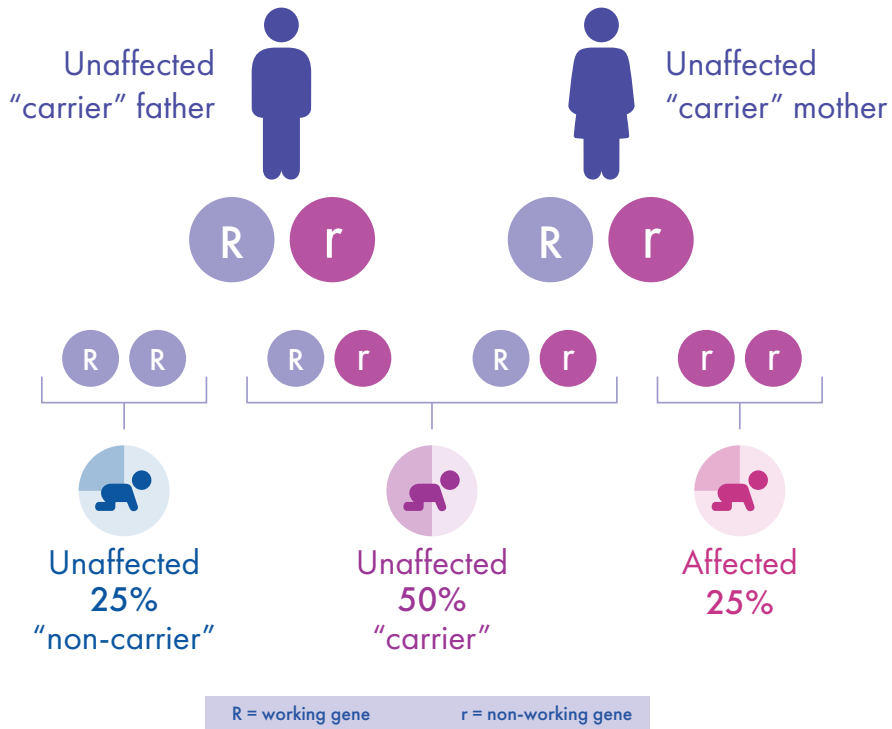 Unaffected
“carrier” father
Unaffected
“carrier” mother
R r R r
R R R r R r r r
Unaffected
25%
“non-carrier”
Unaffected
50%
“carrier”
Affected
25%
R = working gene r = non-working gene